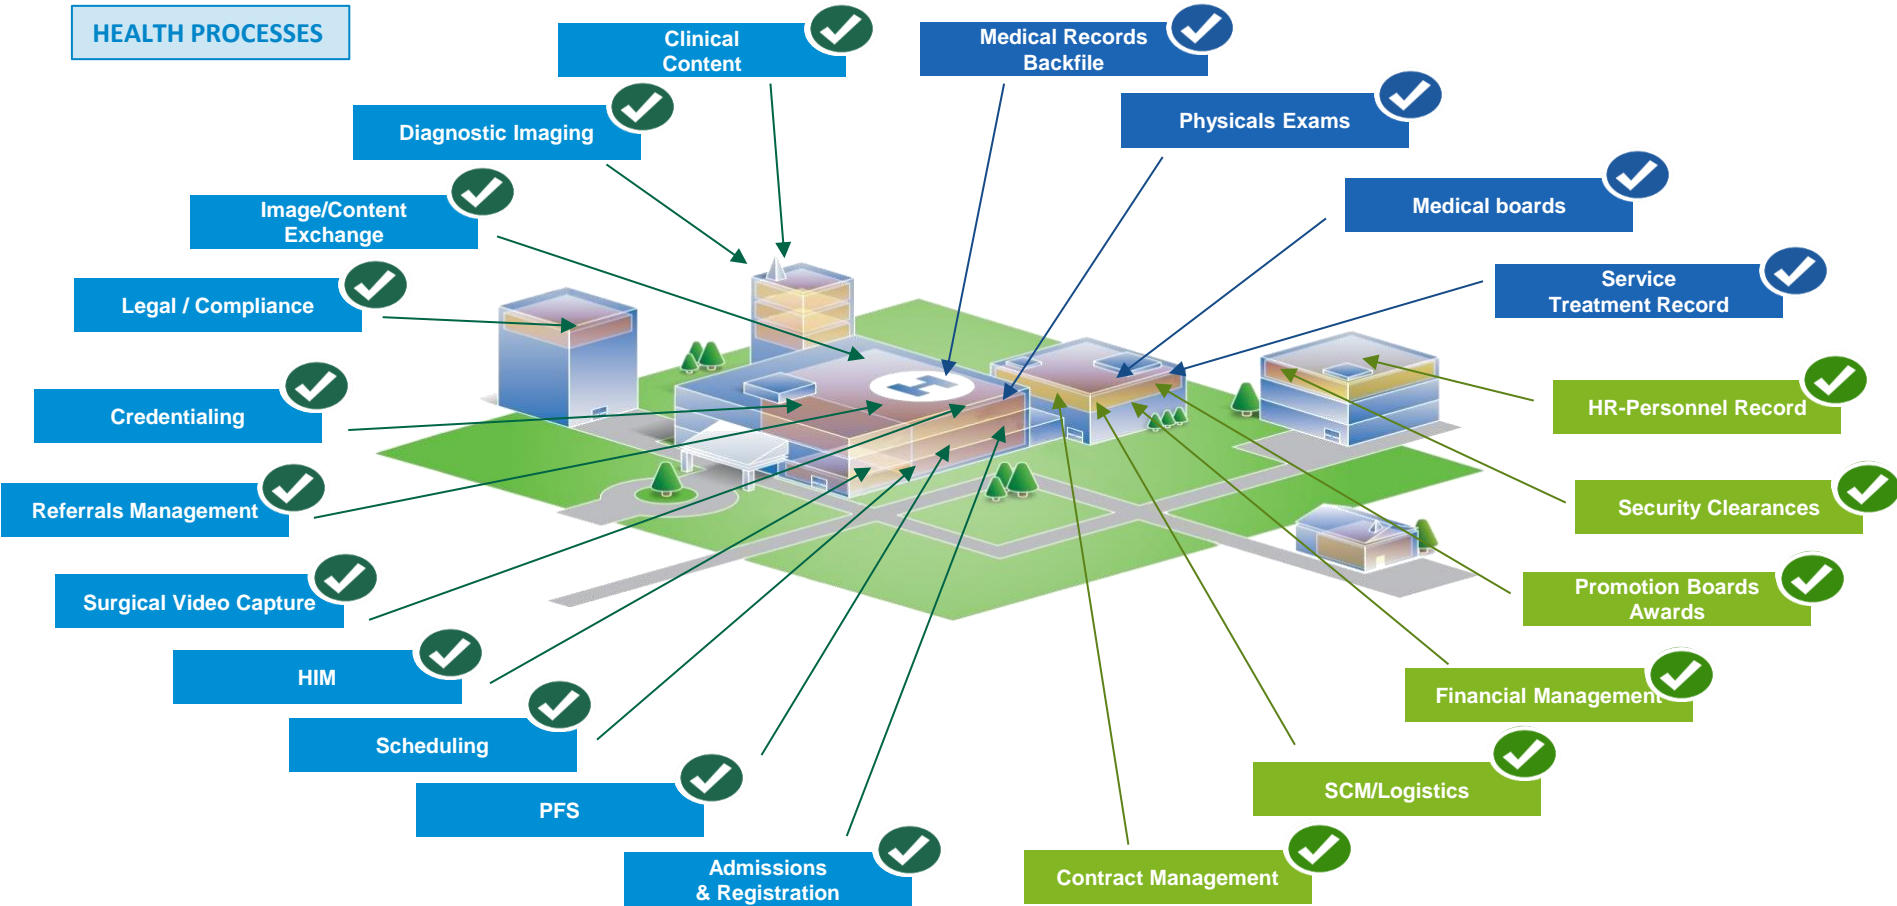 HEALTH PROCESSES
Clinical
Content
Medical Records
Backfile
Diagnostic Imaging
Physicals Exams
Image/Content
Exchange
Medical boards
Legal / Compliance
Service
Treatment Record
Credentialing
HR-Personnel Record
Referrals Management
Security Clearances
Surgical Video Capture
Promotion Boards
Awards
HIM
Financial Management
Scheduling
SCM/Logistics
PFS
Admissions
& Registration
Contract Management
H